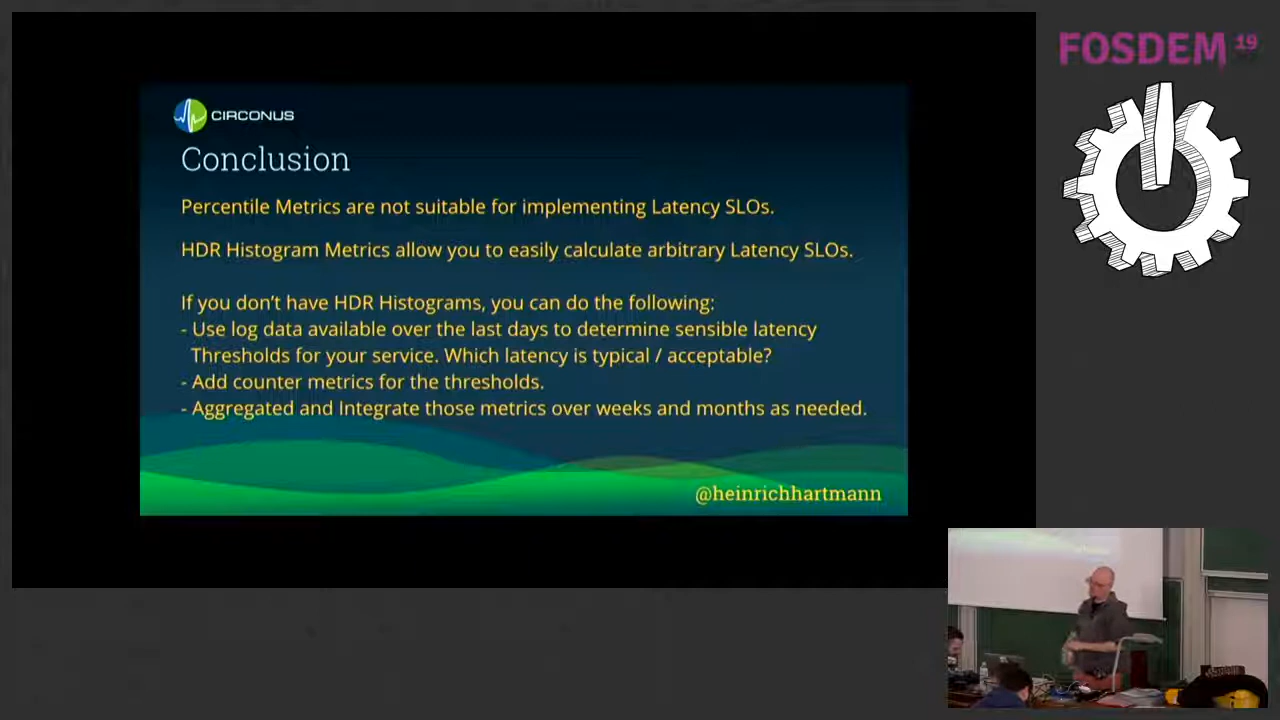 FOSDEM 19
CIRCONUS
Conclusion
Percentile Metrics are not suitable for implementing Latency SLOs.
HDR Histogram Metrics allow you to easily calculate arbitrary Latency SLOs.
If you don't have HDR Histograms, you can do the following:
- Use log data available over the last days to determine sensible latency
Thresholds for your service. Which latency is typical / acceptable?
- Add counter metrics for the thresholds.
- Aggregated and Integrate those metrics over weeks and months as needed.
@heinrichhartmann